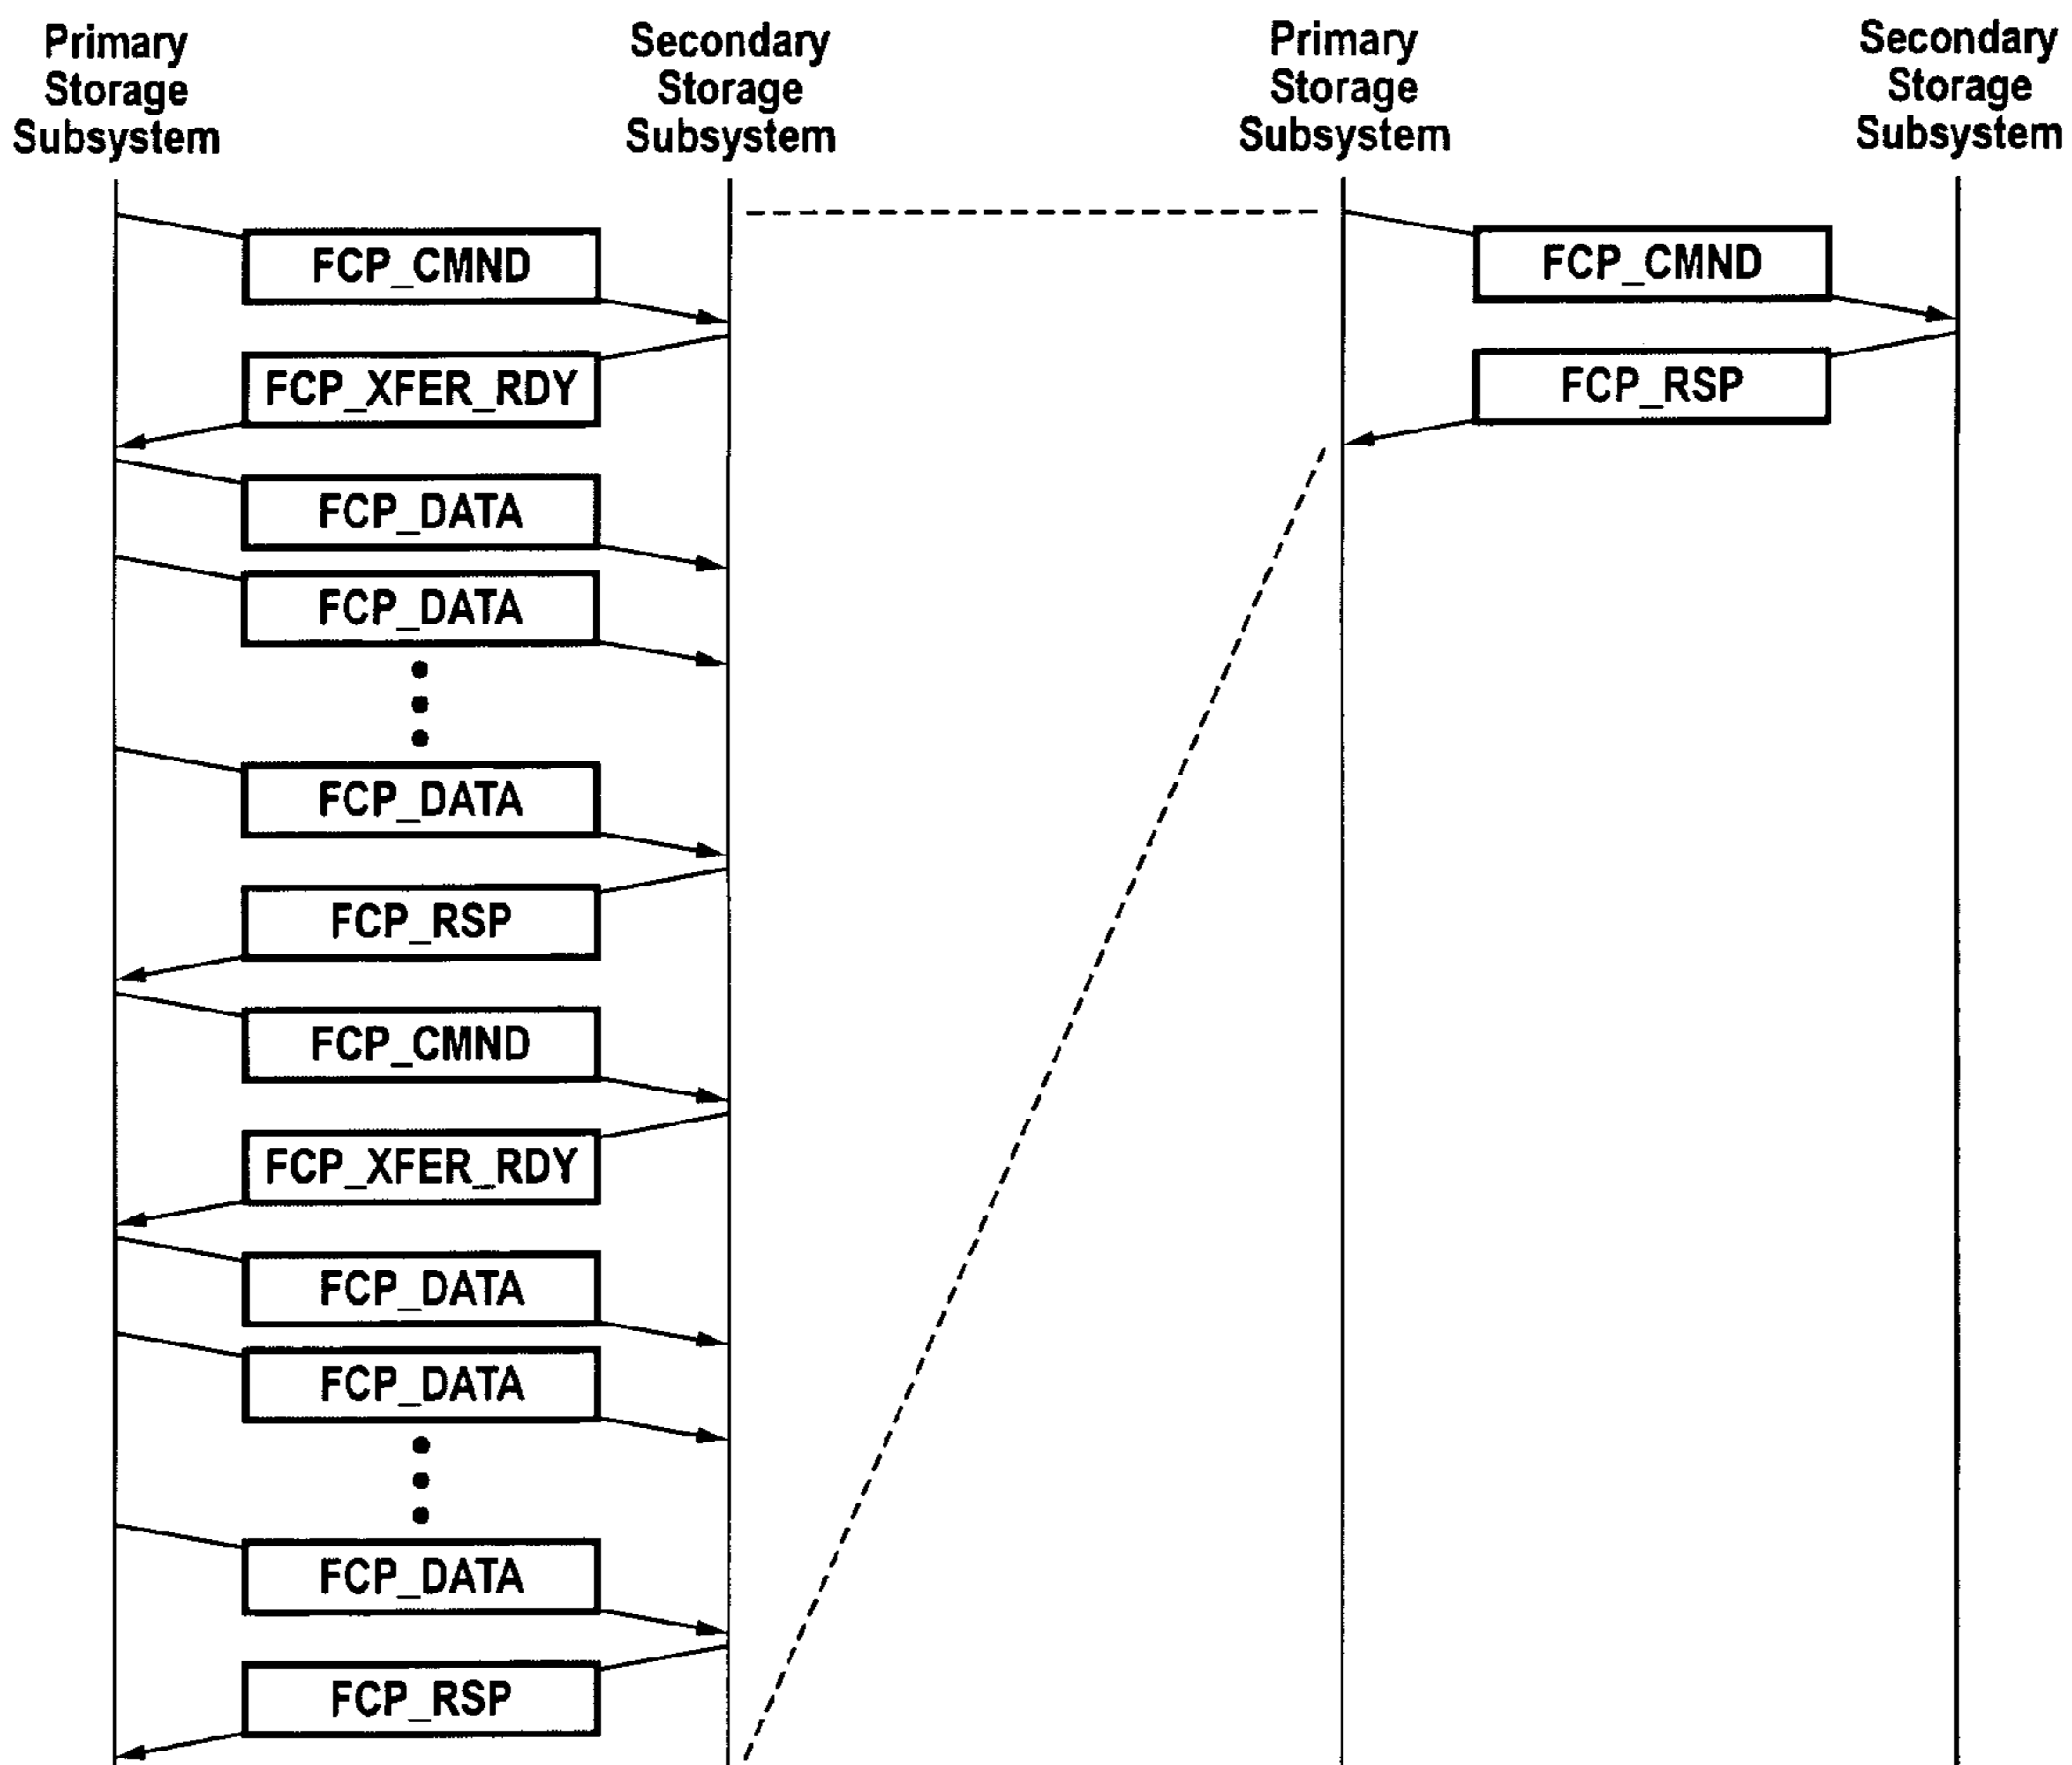 Primary
Storage
Subsystem
Secondary
Storage
Subsystem
Primary
Storage
Subsystem
Secondary
Storage
Subsystem
FCP_CMND
FCP_XFER_RDY
FCP_DATA
FCP_DATA
FCP_DATA
FCP_RSP
FCP_CMND
FCP_XFER_RDY
FCP_DATA
FCP_DATA
FCP_DATA
FCP_RSP
FCP_CMND
FCP_RSP